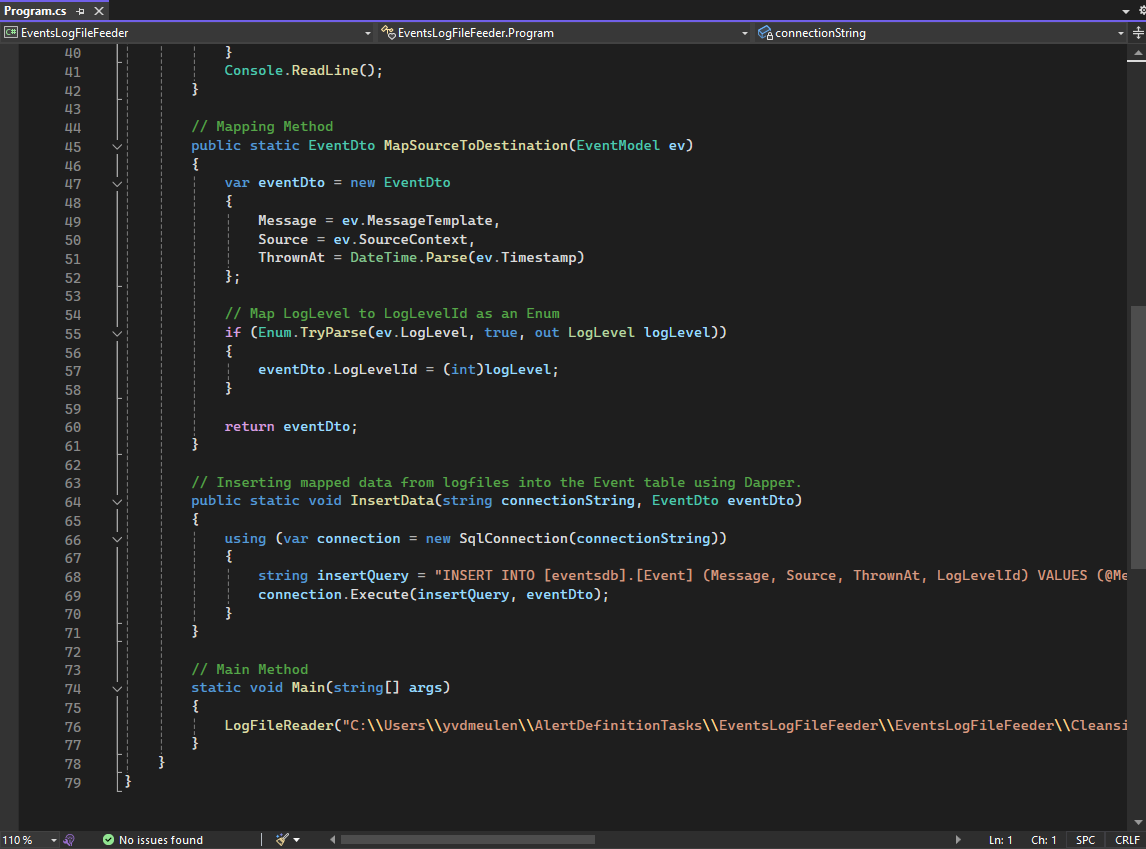 Program.cs
EventsLogFileFeeder EventsLogFileFeeder.Program connectionString
40 }
41 Console.ReadLine();
42 }
43
44 // Mapping Method
45 public static EventDto MapSourceToDestination(EventModel ev)
46 {
47 var eventDto = new EventDto
48 {
49 Message = ev.MessageTemplate,
50 Source = ev.SourceContext,
51 ThrownAt = DateTime.Parse(ev.Timestamp)
52 };
53
54 // Map LogLevel to LogLevelId as an Enum
55 if (Enum.TryParse(ev.LogLevel, true, out LogLevel logLevel))
56 {
57 eventDto.LogLevelId = (int)logLevel;
58 }
59
60 return eventDto;
61 }
62
63 // Inserting mapped data from logfiles into the Event table using Dapper.
64 public static void InsertData(string connectionString, EventDto eventDto)
65 {
66 using (var connection = new SqlConnection(connectionString))
67 {
68 string insertQuery = "INSERT INTO [eventsdb].[Event] (Message, Source, ThrownAt, LogLevelId) VALUES (@Me
69 connection.Execute(insertQuery, eventDto);
70 }
71 }
72
73 // Main Method
74 static void Main(string[] args)
75 {
76 LogFileReader("C:\\Users\\yvdmeulen\\AlertDefinitionTasks\\EventsLogFileFeeder\\EventsLogFileFeeder\\Cleansi
77 }
78 }
79 }
110 % No issues found Ln: 1 Ch: 1 SPC CRLF